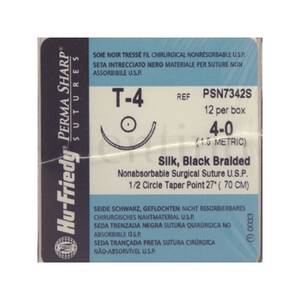 Hu-Friedy PERMA SHARP®
SUTURES
SOIE NOIR TRESSÉ FIL CHIRURGICAL NONRÉSORBABLE U.S.P.
SETA INTRECCIATO NERO MATERIALE PER SUTURE NON
ASSORBIBILE U.S.P.
T-4
REF PSN7342S
12 per box
4-0
(1.5 METRIC)
Silk, Black Braided
Nonabsorbable Surgical Suture U.S.P.
1/2 Circle Taper Point 27" ( 70 CM)
SEIDE SCHWARZ, GEFLOCHTEN NICHT RESORBIERBARES
CHIRURGISCHES NAHTMATERIAL U.S.P.
SEDA TRENZADA NEGRA SUTURA QUIRÚRGICA NO
ABSORBIBLE U.S.P.
SEDA TRANÇADA PRETA SUTURA CIRÚRGICA
NÃO-ABSORVÍVEL U.S.P.